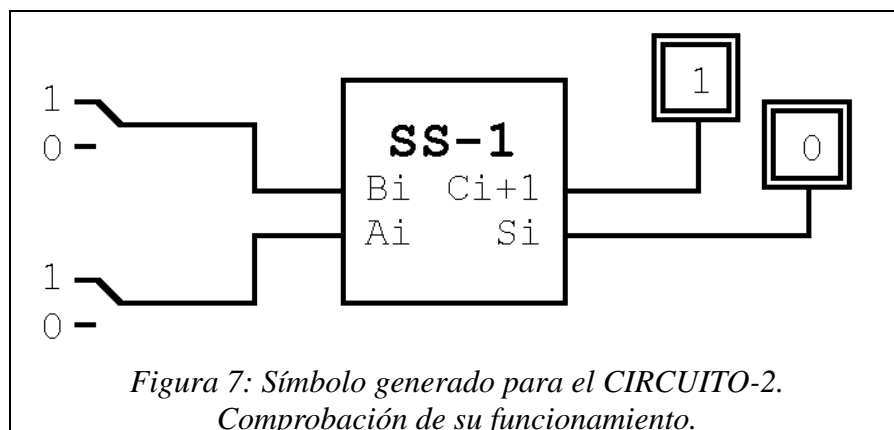 1
0
1
0
SS-1
Bi Ci+1
Ai Si
1
0
Figura 7: Símbolo generado para el CIRCUITO-2.
Comprobación de su funcionamiento.